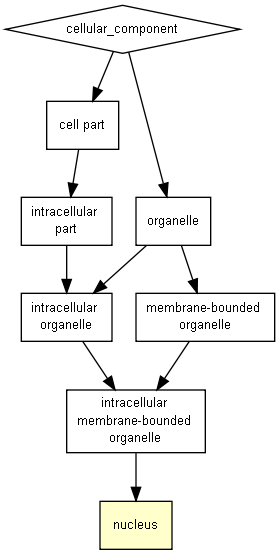 cellular_component
cell part
intracellular
part
organelle
intracellular
organelle
membrane-bounded
organelle
intracellular
membrane-bounded
organelle
nucleus